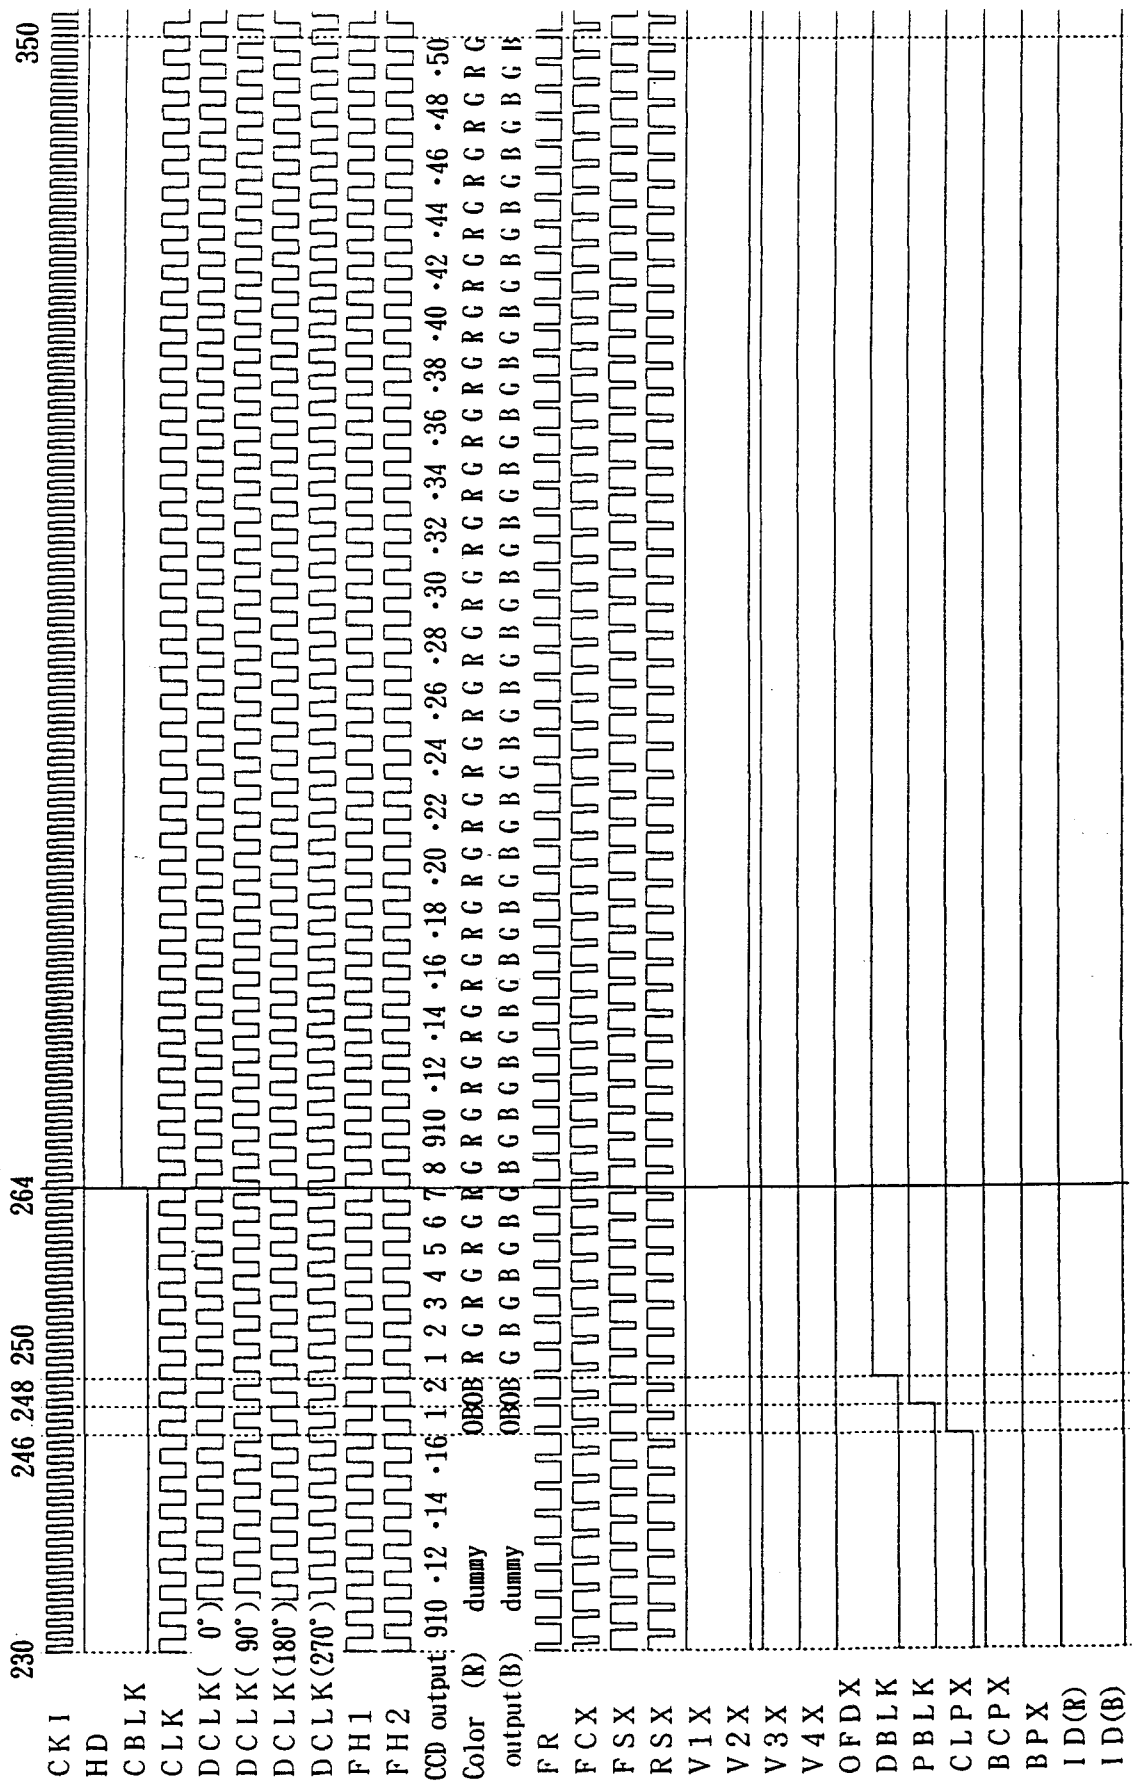 230 246 248 250 264 350
CKI
HD
CBLK
CLK
DCLK( 0°)
DCLK( 90°)
DCLK(180°)
DCLK(270°)
FH1
FH2
CCD output 910 ·12 ·14 ·16 1 2 1 2 3 4 5 6 7 8 910 ·12 ·14 ·16 ·18 ·20 ·22 ·24 ·26 ·28 ·30 ·32 ·34 ·36 ·38 ·40 ·42 ·44 ·46 ·48 ·50
Color (R) dummy OBOB R G R G R G R G R G R G R G R G R G R G R G R G R G R G R G R G R G R G R G R G R G R G R G R G R G
output(B) dummy OBOB G B G B G B G B G B G B G B G B G B G B G B G B G B G B G B G B G B G B G B G B G B G B G B G B G B
FR
FCX
FSX
RSX
V1X
V2X
V3X
V4X
OFDX
DBLK
PBLK
CLPX
BCPX
BPX
ID(R)
ID(B)